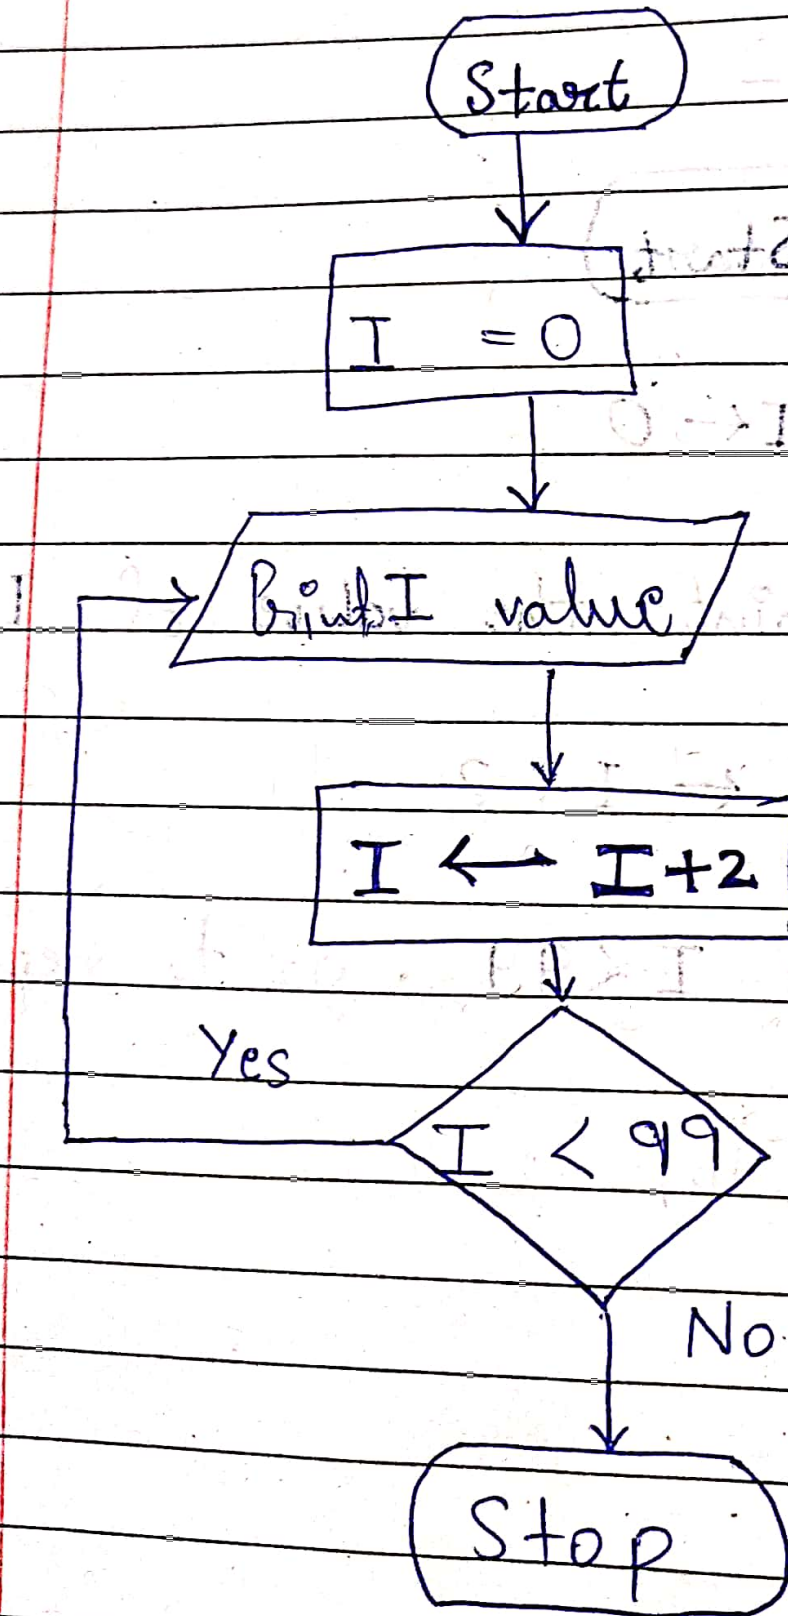 Start
I = 0
Print I value
I ← I+2
Yes
I < 99
No
Stop